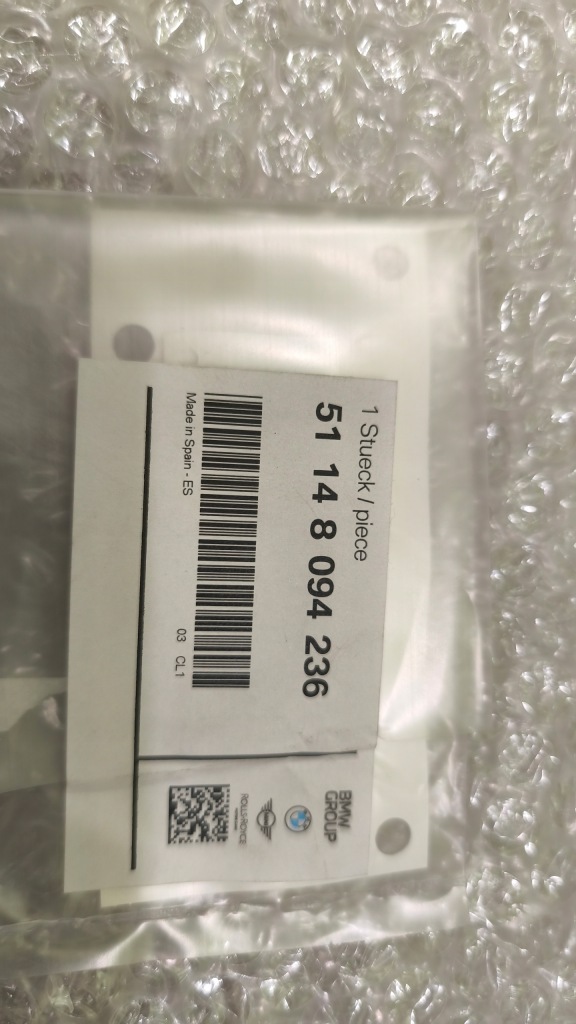 1 Stueck / piece
51 14 8 094 236
Made in Spain - ES
03 CL1
BMW
GROUP
ROLLS-ROYCE